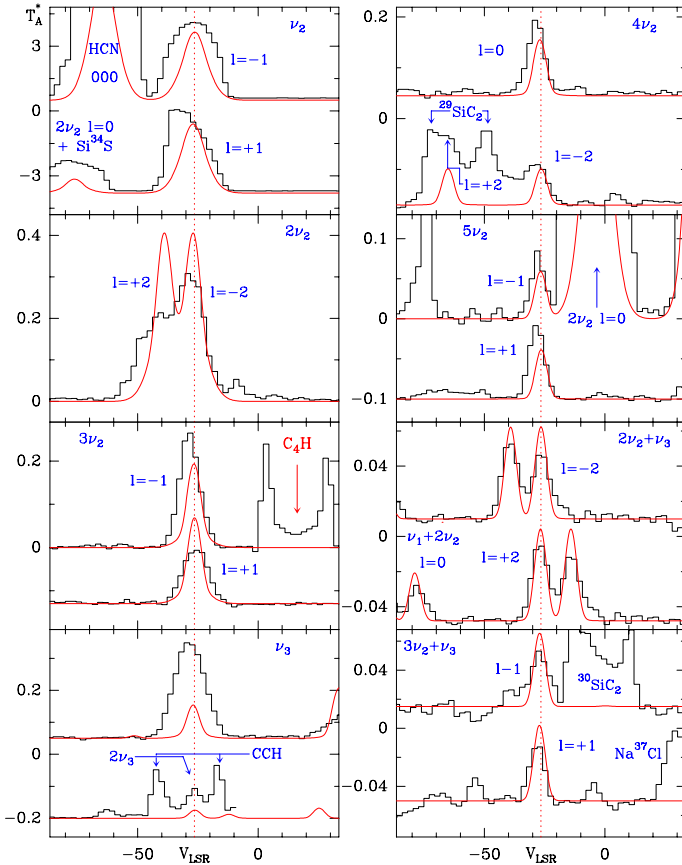 T*A
ν2
3
0
−3
HCN
000
l=−1
2ν2 l=0
+ Si34S
l=+1
2ν2
0.4
0.2
0
l=+2
l=−2
3ν2
0.2
0
l=−1
C4H
l=+1
ν3
0.2
0
−0.2
2ν3
CCH
−50
VLSR
0
4ν2
0.2
0
l=0
29SiC2
l=−2
l=+2
5ν2
0.1
0
−0.1
l=−1
2ν2 l=0
l=+1
2ν2+ν3
0.04
0
−0.04
l=−2
ν1+2ν2
l=0
l=+2
3ν2+ν3
0.04
0
−0.04
l−1
30SiC2
l=+1
Na37Cl
−50
VLSR
0